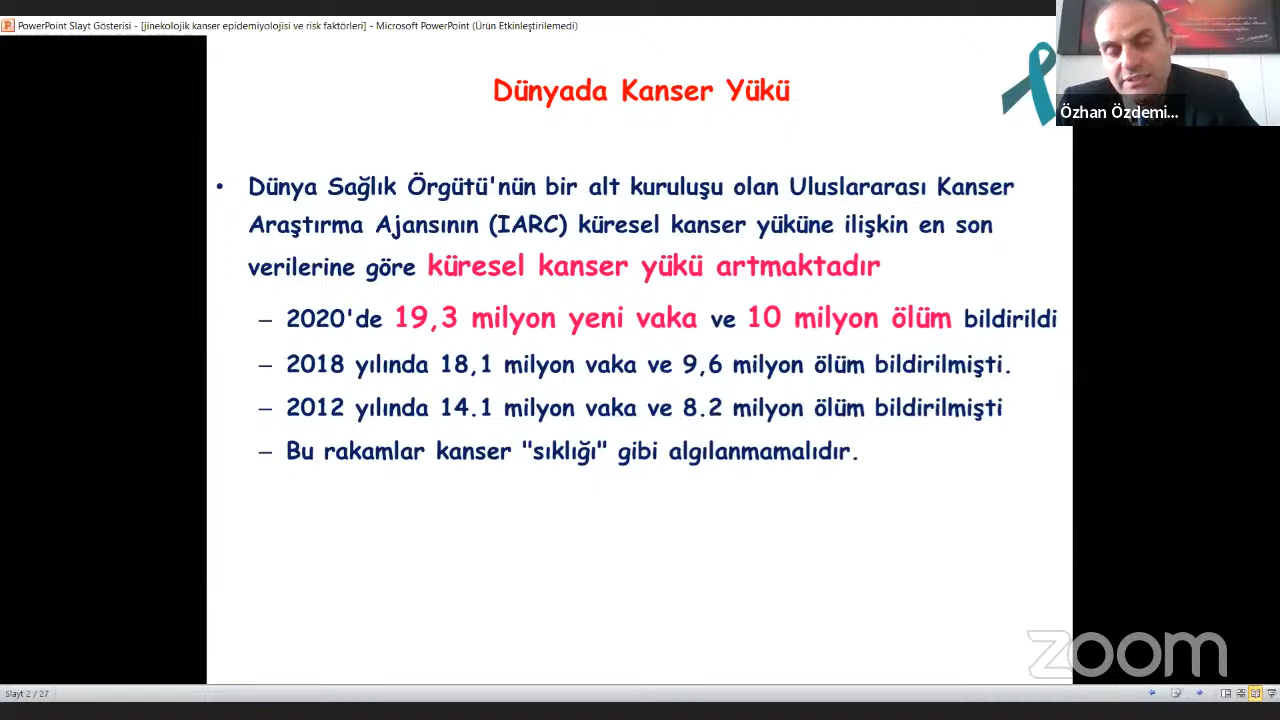 PowerPoint Slayt Gösterisi - [jinekolojik kanser epidemiyolojisi ve risk faktörleri] - Microsoft PowerPoint (Ürün Etkinleştirilemedi)
Özhan Özdemi...
Dünyada Kanser Yükü
• Dünya Sağlık Örgütü'nün bir alt kuruluşu olan Uluslararası Kanser
Araştırma Ajansının (IARC) küresel kanser yüküne ilişkin en son
verilerine göre küresel kanser yükü artmaktadır
– 2020'de 19,3 milyon yeni vaka ve 10 milyon ölüm bildirildi
– 2018 yılında 18,1 milyon vaka ve 9,6 milyon ölüm bildirilmişti.
– 2012 yılında 14.1 milyon vaka ve 8.2 milyon ölüm bildirilmişti
– Bu rakamlar kanser "sıklığı" gibi algılanmamalıdır.
zoom
Slayt 2 / 27